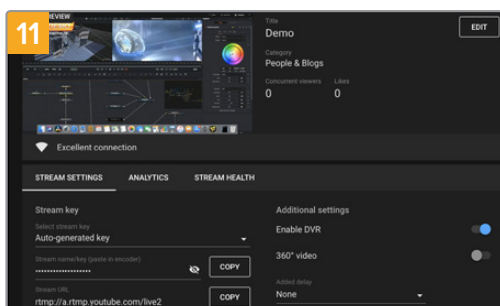 11
PREVIEW
Title
Demo
EDIT
Category
People & Blogs
Concurrent viewers Likes
0 0
Excellent connection
STREAM SETTINGS ANALYTICS STREAM HEALTH
Stream key Additional settings
Select stream key
Auto-generated key
Enable DVR
360° video
Stream name/key (paste in encoder)
COPY
Added delay
None
Stream URL
rtmp://a.rtmp.youtube.com/live2
COPY